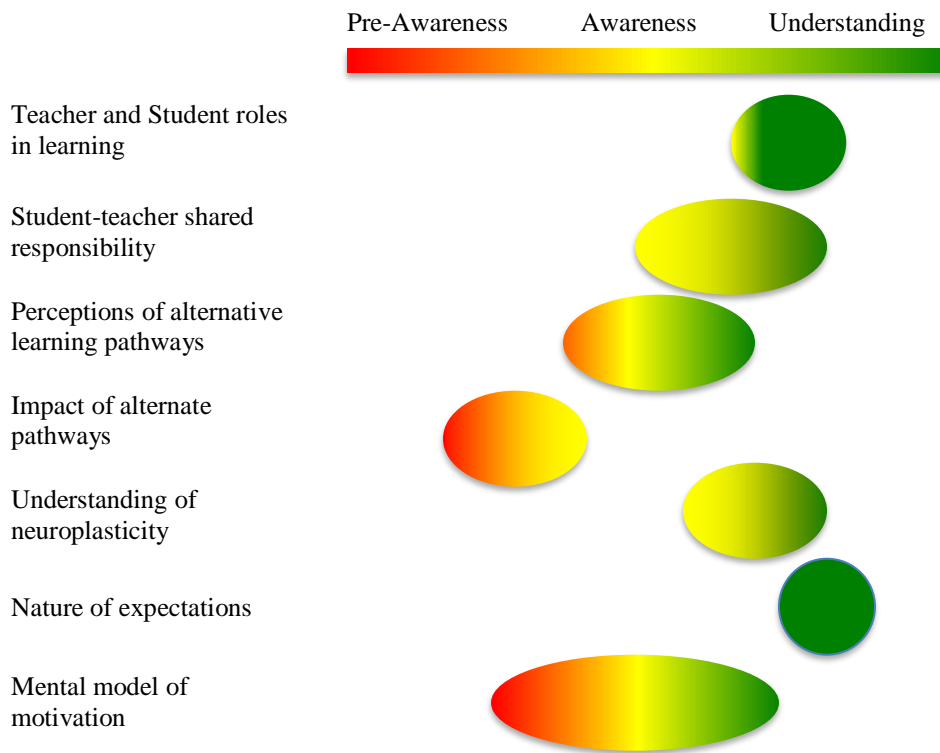 Pre-Awareness Awareness Understanding
Teacher and Student roles
in learning
Student-teacher shared
responsibility
Perceptions of alternative
learning pathways
Impact of alternate
pathways
Understanding of
neuroplasticity
Nature of expectations
Mental model of
motivation